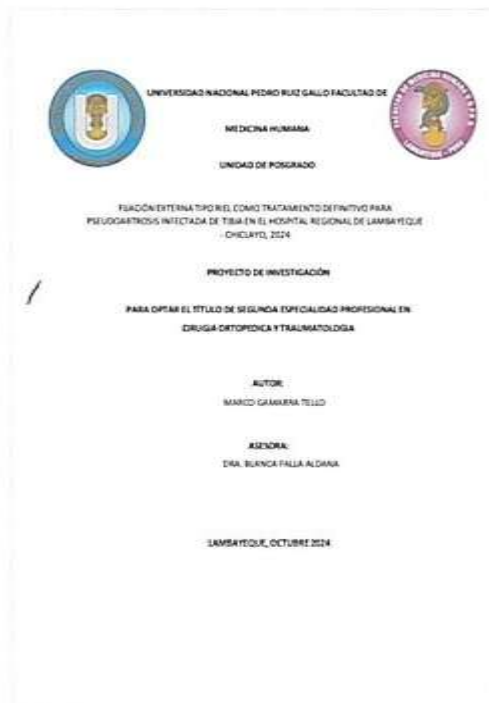 UNIVERSIDAD NACIONAL PEDRO RUIZ GALLO FACULTAD DE
MEDICINA HUMANA
UNIDAD DE POSGRADO
FIJACIÓN EXTERNA TIPO RIEL COMO TRATAMIENTO DEFINITIVO PARA
PSEUDOARTROSIS INFECTADA DE TIBIA EN EL HOSPITAL REGIONAL DE LAMBAYEQUE
- CHICLAYO, 2024
PROYECTO DE INVESTIGACIÓN
PARA OPTAR EL TÍTULO DE SEGUNDA ESPECIALIDAD PROFESIONAL EN
CIRUGIA ORTOPEDICA Y TRAUMATOLOGIA
AUTOR:
MARCO GAMARRA TELLO
ASESORA:
DRA. BLANCA FALLA ALDANA
LAMBAYEQUE, OCTUBRE 2024